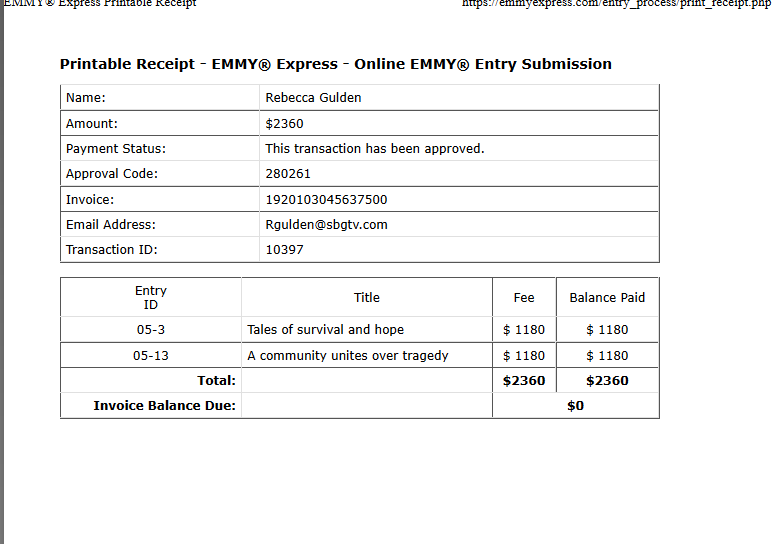 EMMY® Express Printable Receipt https://emmyexpress.com/entry_process/print_receipt.php
Printable Receipt - EMMY® Express - Online EMMY® Entry Submission
Name: Rebecca Gulden
Amount: $2360
Payment Status: This transaction has been approved.
Approval Code: 280261
Invoice: 1920103045637500
Email Address: Rgulden@sbgtv.com
Transaction ID: 10397
Entry
ID Title Fee Balance Paid
05-3 Tales of survival and hope $ 1180 $ 1180
05-13 A community unites over tragedy $ 1180 $ 1180
Total: $2360 $2360
Invoice Balance Due: $0